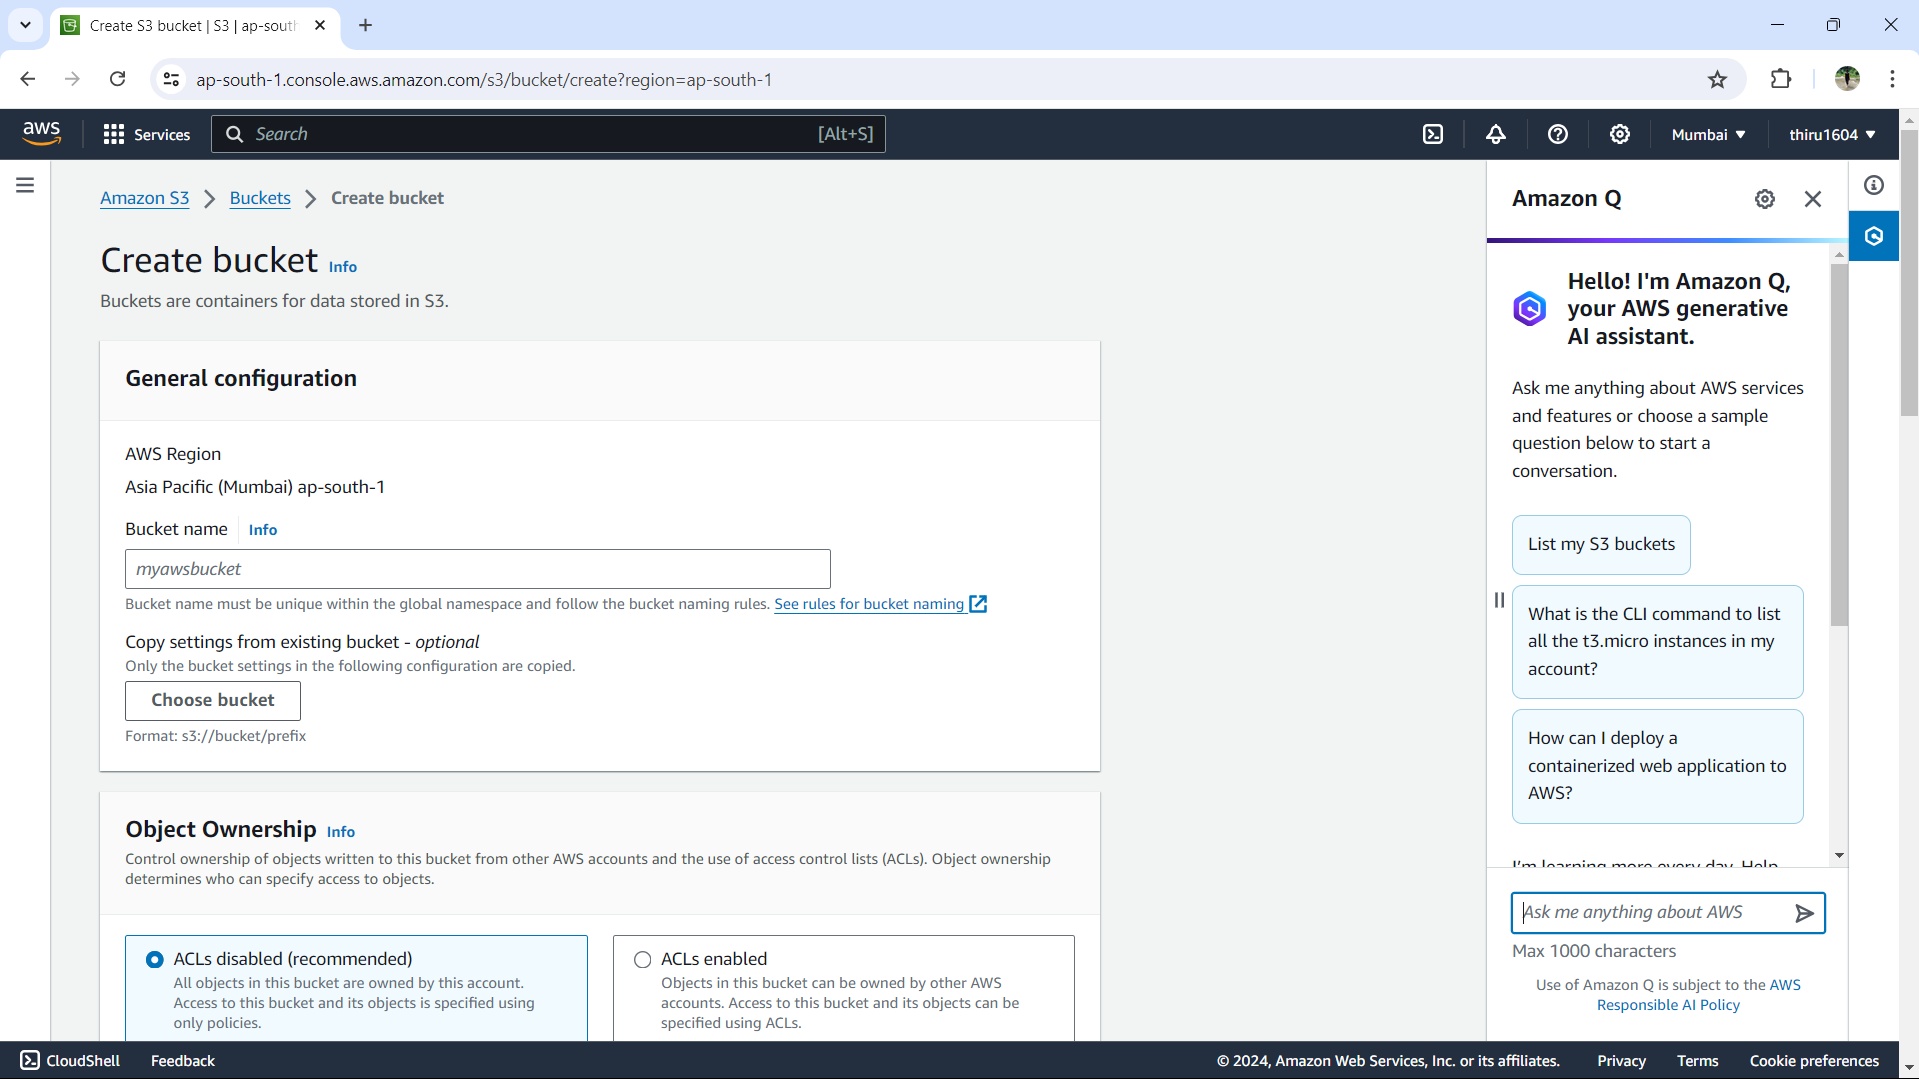 Create S3 bucket | S3 | ap-south
ap-south-1.console.aws.amazon.com/s3/bucket/create?region=ap-south-1
aws
Services
Search
[Alt+S]
Mumbai
thiru1604
Amazon S3
Buckets
Create bucket
Create bucket Info
Buckets are containers for data stored in S3.
General configuration
AWS Region
Asia Pacific (Mumbai) ap-south-1
Bucket name
Info
myawsbucket
Bucket name must be unique within the global namespace and follow the bucket naming rules. See rules for bucket naming
Copy settings from existing bucket - optional
Only the bucket settings in the following configuration are copied.
Choose bucket
Format: s3://bucket/prefix
Object Ownership Info
Control ownership of objects written to this bucket from other AWS accounts and the use of access control lists (ACLs). Object ownership
determines who can specify access to objects.
ACLs disabled (recommended)
All objects in this bucket are owned by this account.
Access to this bucket and its objects is specified using
only policies.
ACLs enabled
Objects in this bucket can be owned by other AWS
accounts. Access to this bucket and its objects can be
specified using ACLs.
Amazon Q
Hello! I'm Amazon Q,
your AWS generative
AI assistant.
Ask me anything about AWS services
and features or choose a sample
question below to start a
conversation.
List my S3 buckets
What is the CLI command to list
all the t3.micro instances in my
account?
How can I deploy a
containerized web application to
AWS?
I'm learning more every day. Help
Ask me anything about AWS
Max 1000 characters
Use of Amazon Q is subject to the AWS
Responsible AI Policy
CloudShell
Feedback
© 2024, Amazon Web Services, Inc. or its affiliates.
Privacy
Terms
Cookie preferences